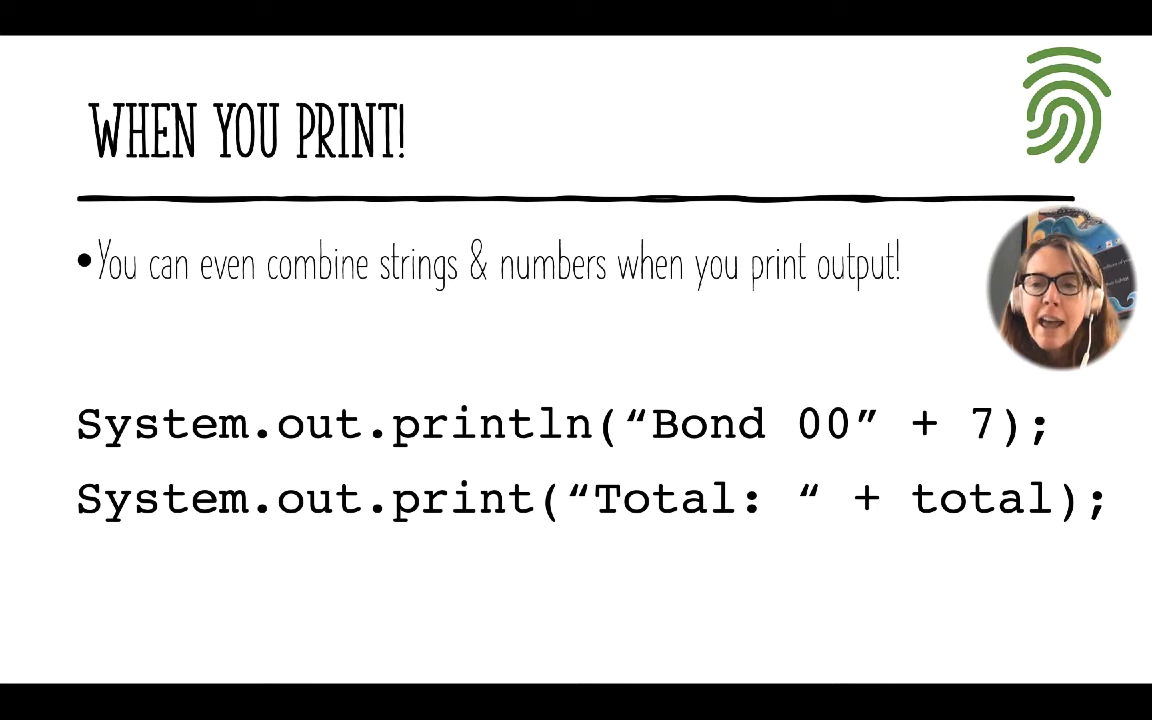 WHEN YOU PRINT!
•You can even combine strings & numbers when you print output!
System.out.println(“Bond 00” + 7);
System.out.print(“Total: “ + total);